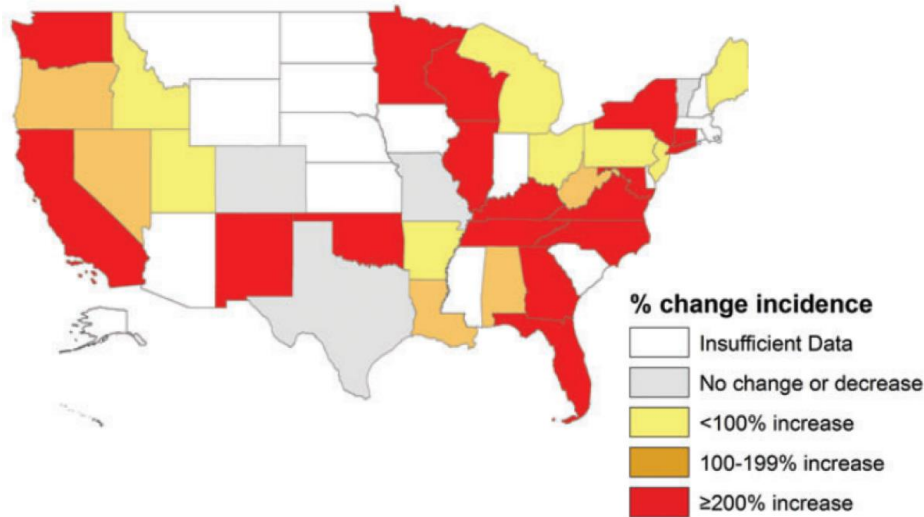 % change incidence
Insufficient Data
No change or decrease
<100% increase
100-199% increase
≥200% increase